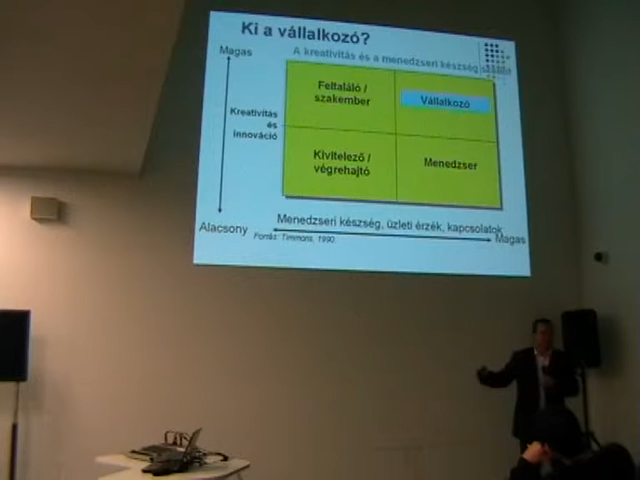 Ki a vállalkozó?
A kreativitás és a menedzseri készség
Magas
Feltaláló /
szakember
Vállalkozó
Kreativitás
és
innováció
Kivitelező /
végrehajtó
Menedzser
Menedzseri készség, üzleti érzék, kapcsolatok
Alacsony
Magas
Forrás: Timmons, 1990